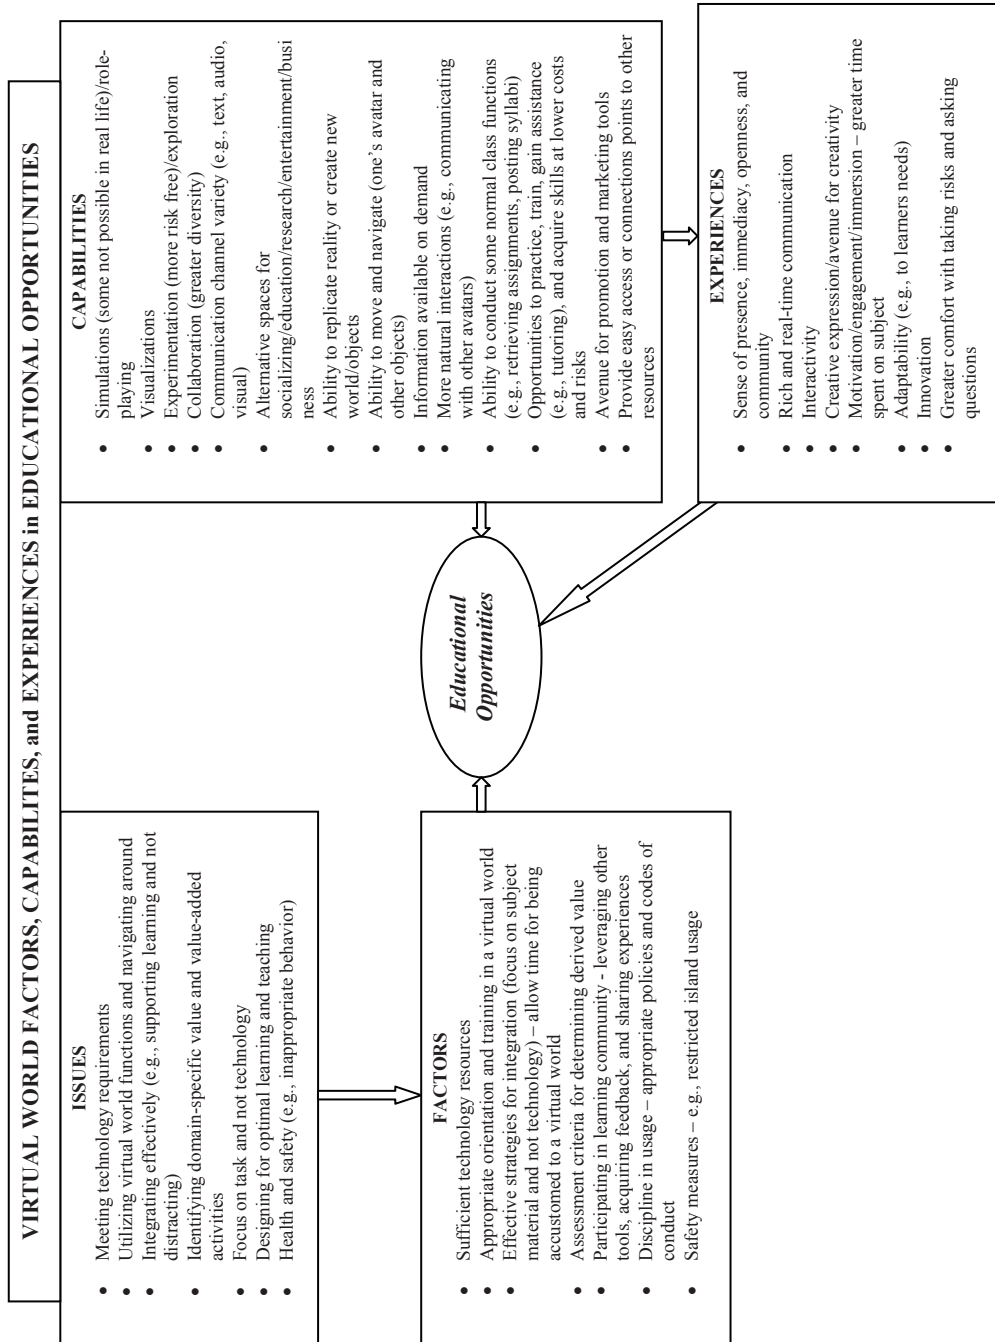 VIRTUAL WORLD FACTORS, CAPABILITES, and EXPERIENCES in EDUCATIONAL OPPORTUNITIES
ISSUES
• Meeting technology requirements
• Utilizing virtual world functions and navigating around
• Integrating effectively (e.g., supporting learning and not
distracting)
• Identifying domain-specific value and value-added
activities
• Focus on task and not technology
• Designing for optimal learning and teaching
• Health and safety (e.g., inappropriate behavior)
FACTORS
• Sufficient technology resources
• Appropriate orientation and training in a virtual world
• Effective strategies for integration (focus on subject
material and not technology) – allow time for being
accustomed to a virtual world
• Assessment criteria for determining derived value
• Participating in learning community - leveraging other
tools, acquiring feedback, and sharing experiences
• Discipline in usage – appropriate policies and codes of
conduct
• Safety measures – e.g., restricted island usage
Educational
Opportunities
CAPABILITIES
• Simulations (some not possible in real life)/role-
playing
• Visualizations
• Experimentation (more risk free)/exploration
• Collaboration (greater diversity)
• Communication channel variety (e.g., text, audio,
visual)
• Alternative spaces for
socializing/education/research/entertainment/busi
ness
• Ability to replicate reality or create new
world/objects
• Ability to move and navigate (one's avatar and
other objects)
• Information available on demand
• More natural interactions (e.g., communicating
with other avatars)
• Ability to conduct some normal class functions
(e.g., retrieving assignments, posting syllabi)
• Opportunities to practice, train, gain assistance
(e.g., tutoring), and acquire skills at lower costs
and risks
• Avenue for promotion and marketing tools
• Provide easy access or connections points to other
resources
EXPERIENCES
• Sense of presence, immediacy, openness, and
community
• Rich and real-time communication
• Interactivity
• Creative expression/avenue for creativity
• Motivation/engagement/immersion – greater time
spent on subject
• Adaptability (e.g., to learners needs)
• Innovation
• Greater comfort with taking risks and asking
questions